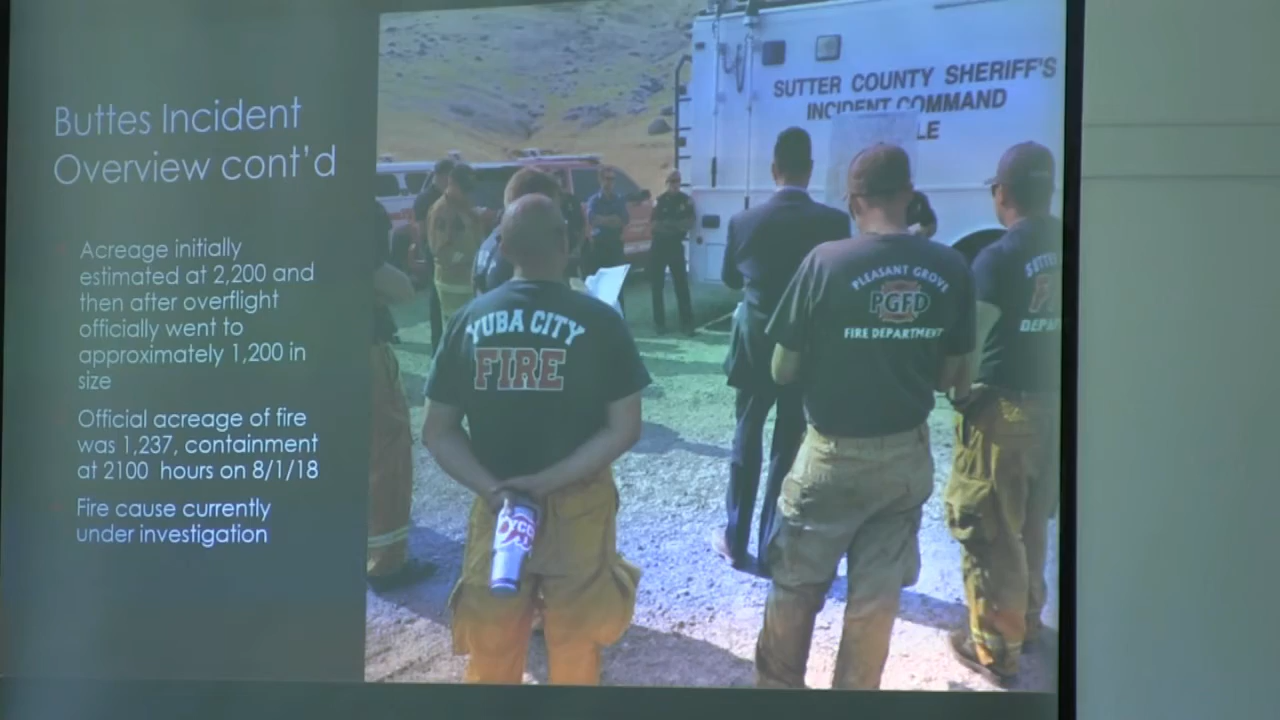 Buttes Incident
Overview cont'd
Acreage initially
estimated at 2,200 and
then after overflight
officially went to
approximately 1,200 in
size
Official acreage of fire
was 1,237, containment
at 2100 hours on 8/1/18
Fire cause currently
under investigation
SUTTER COUNTY SHERIFF'S
INCIDENT COMMAND
LE
YUBA CITY
FIRE
PLEASANT GROVE
PGFD
FIRE DEPARTMENT